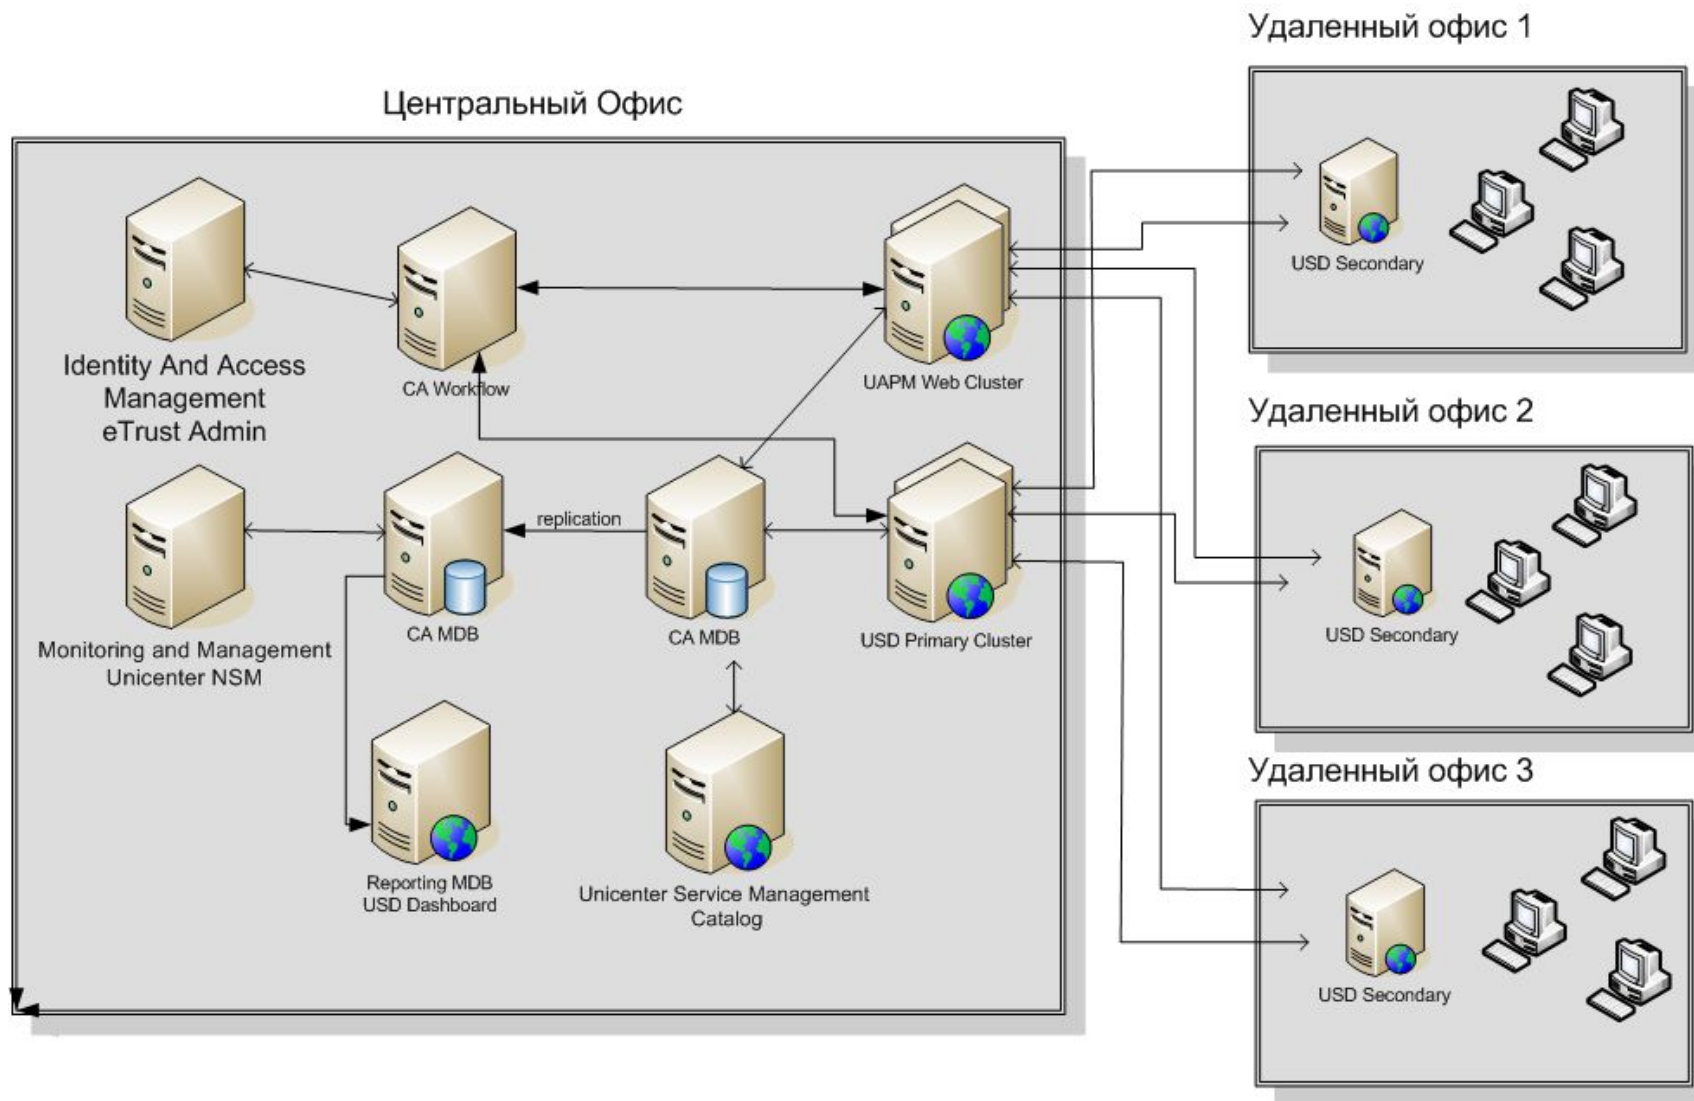 Удаленный офис 1
Центральный Офис
USD Secondary
Identity And Access
Management
eTrust Admin
CA Workflow
UAPM Web Cluster
Удаленный офис 2
replication
Monitoring and Management
Unicenter NSM
CA MDB
CA MDB
USD Primary Cluster
USD Secondary
Удаленный офис 3
Reporting MDB
USD Dashboard
Unicenter Service Management
Catalog
USD Secondary